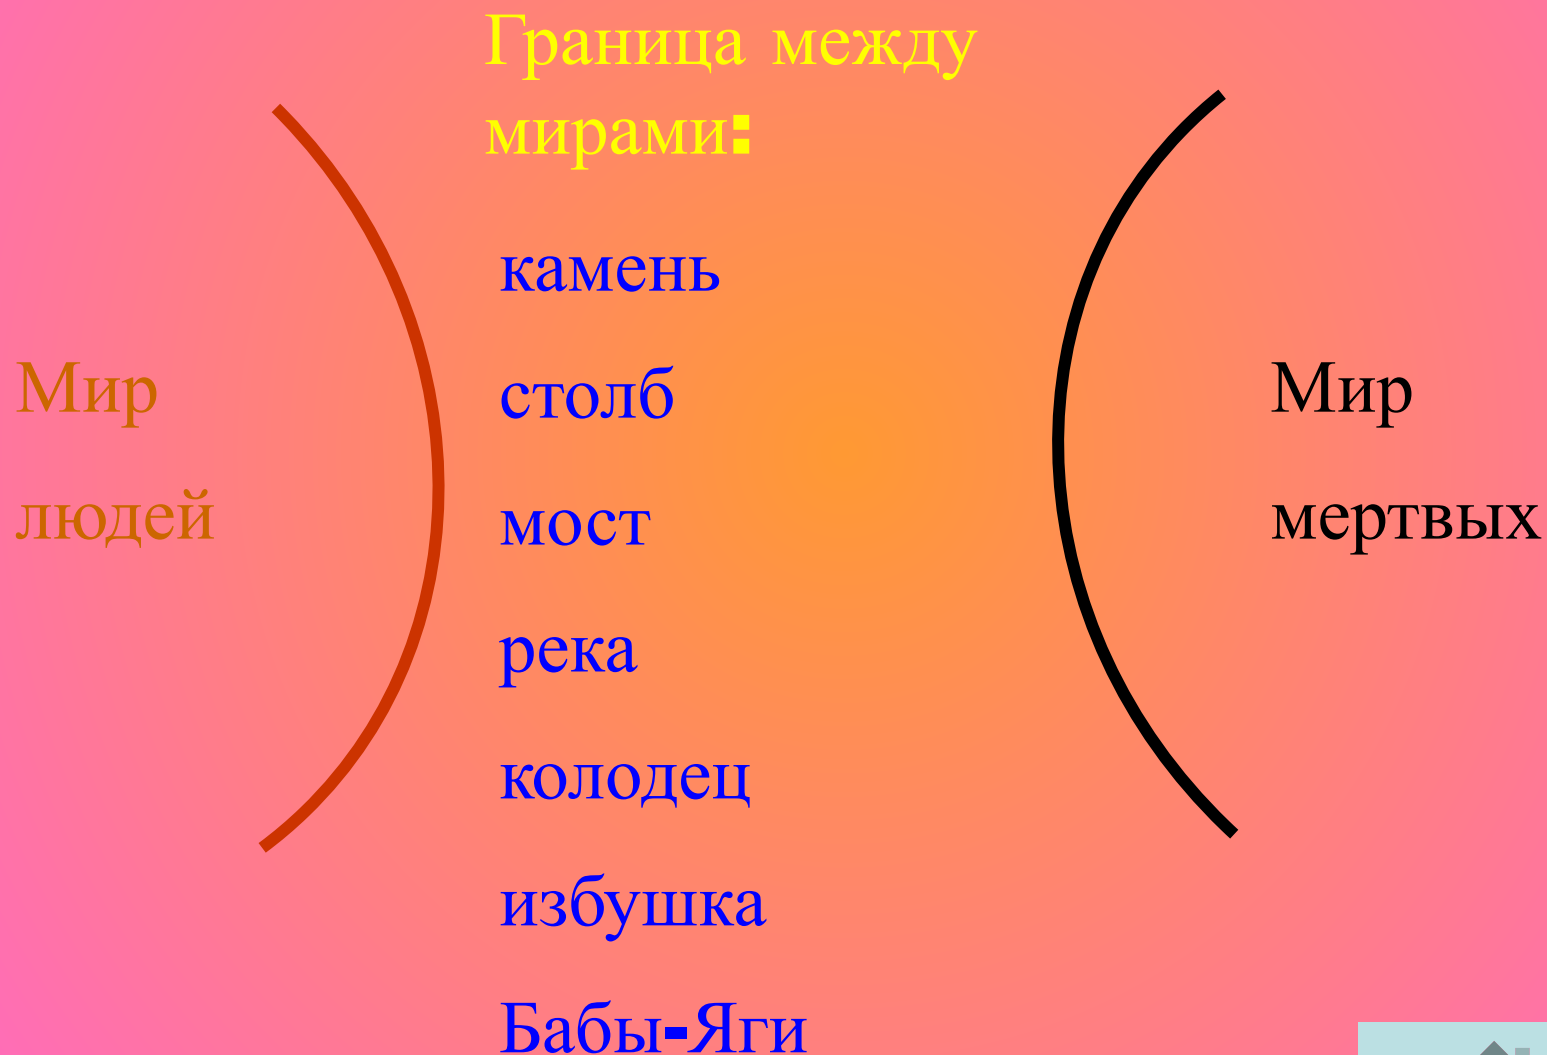 Граница между
мирами:
камень
столб
мост
река
колодец
избушка
Бабы-Яги
Мир
людей
Мир
мертвых